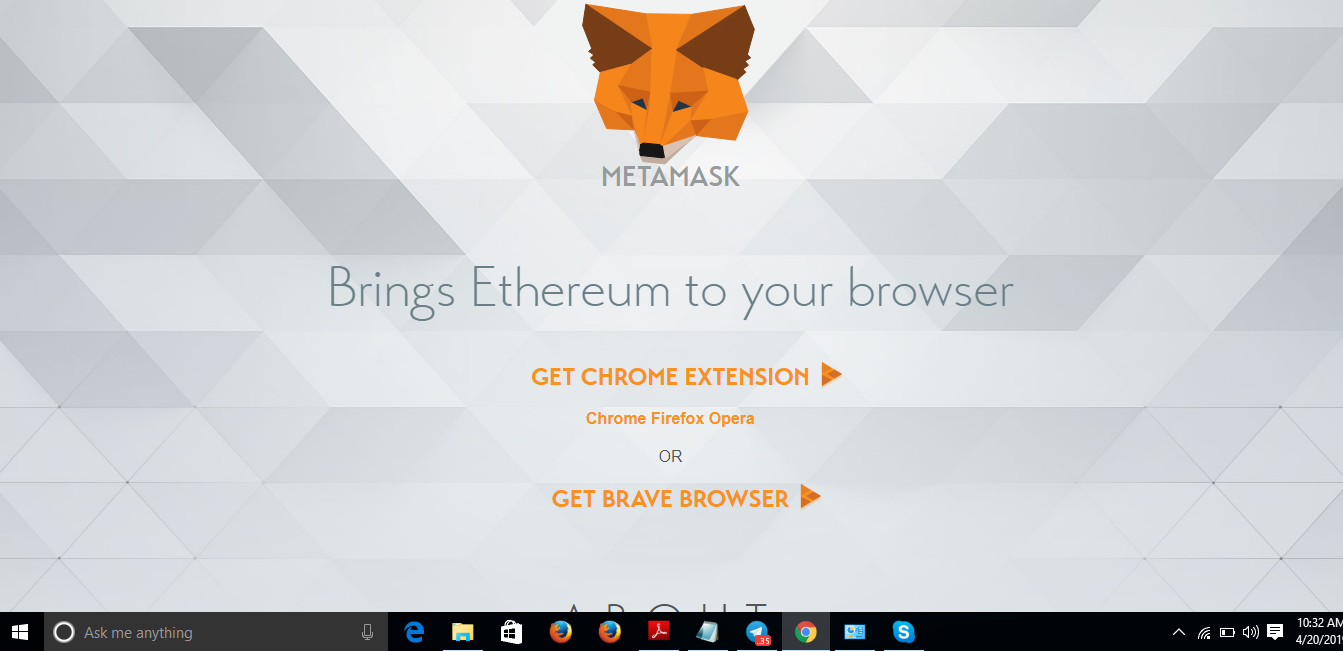 METAMASK
Brings Ethereum to your browser
GET CHROME EXTENSION
Chrome Firefox Opera
OR
GET BRAVE BROWSER
ABOUT
Ask me anything
35
10:32 AM
4/20/201